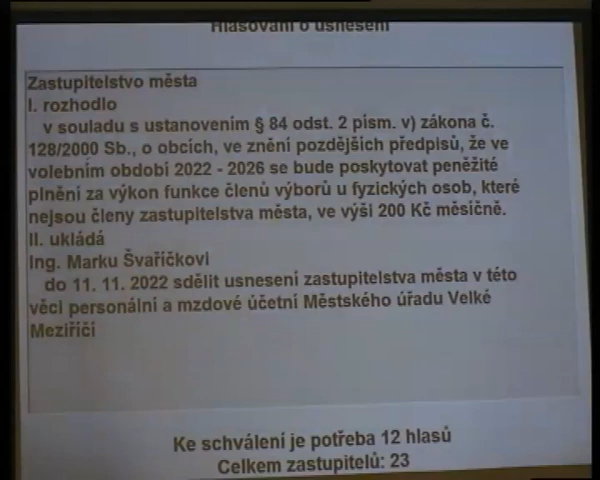 Hlasování o usnesení
Zastupitelstvo města
I. rozhodlo
v souladu s ustanovením § 84 odst. 2 písm. v) zákona č.
128/2000 Sb., o obcích, ve znění pozdějších předpisů, že ve
volebním období 2022 - 2026 se bude poskytovat peněžité
plnění za výkon funkce členů výborů u fyzických osob, které
nejsou členy zastupitelstva města, ve výši 200 Kč měsíčně.
II. ukládá
Ing. Marku Švaříčkovi
do 11. 11. 2022 sdělit usnesení zastupitelstva města v této
věci personální a mzdové účetní Městského úřadu Velké
Meziříčí
Ke schválení je potřeba 12 hlasů
Celkem zastupitelů: 23